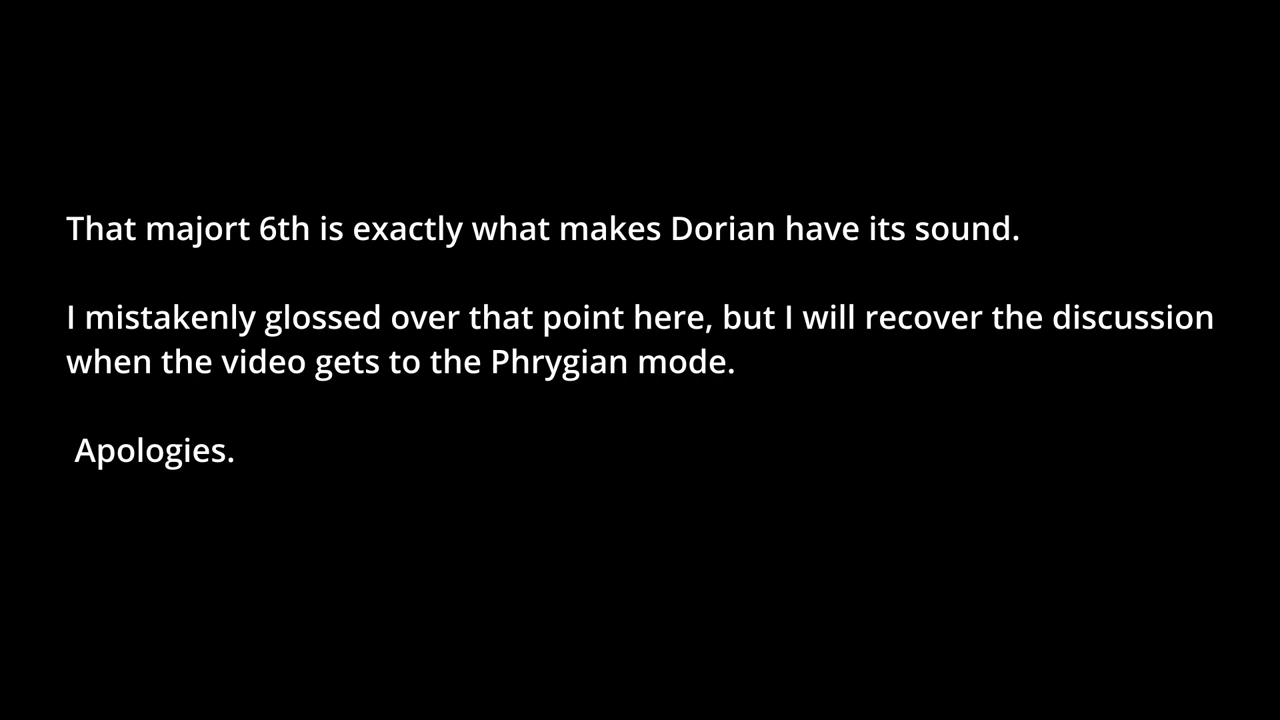 That majort 6th is exactly what makes Dorian have its sound.
I mistakenly glossed over that point here, but I will recover the discussion
when the video gets to the Phrygian mode.
Apologies.